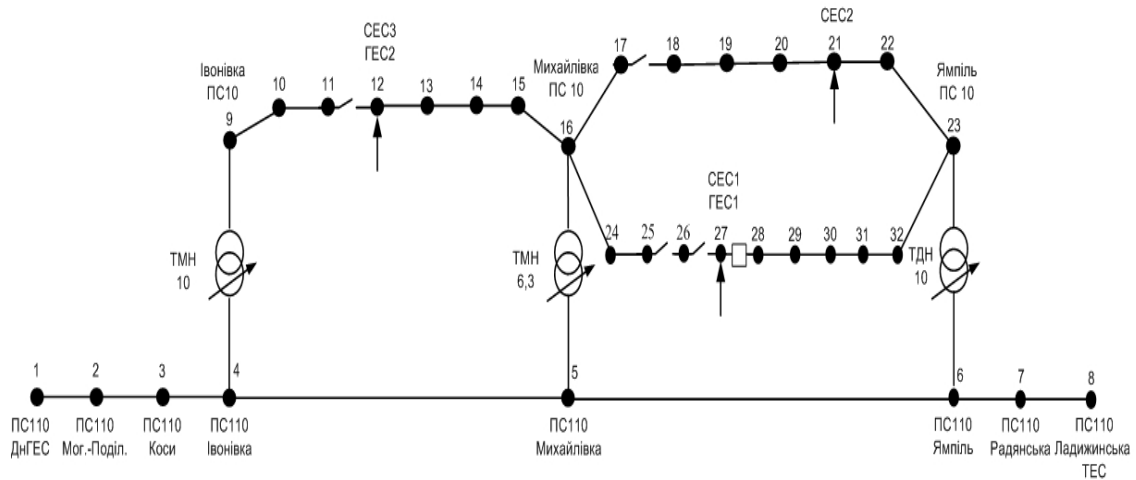 СЕС3
ГЕС2
Івонівка
ПС10
9
10
11
12
13
14
15
Михайлівка
ПС 10
16
17
18
19
20
СЕС2
21
22
Ямпіль
ПС 10
23
СЕС1
ГЕС1
24
25
26
27
28
29
30
31
32
ТМН
10
ТМН
6,3
ТДН
10
1
2
3
4
5
6
7
8
ПС110
ДнГЕС
ПС110
Мог.-Поділ.
ПС110
Коси
ПС110
Івонівка
ПС110
Михайлівка
ПС110
Ямпіль
ПС110
Радянська
ПС110
Ладижинська
ТЕС